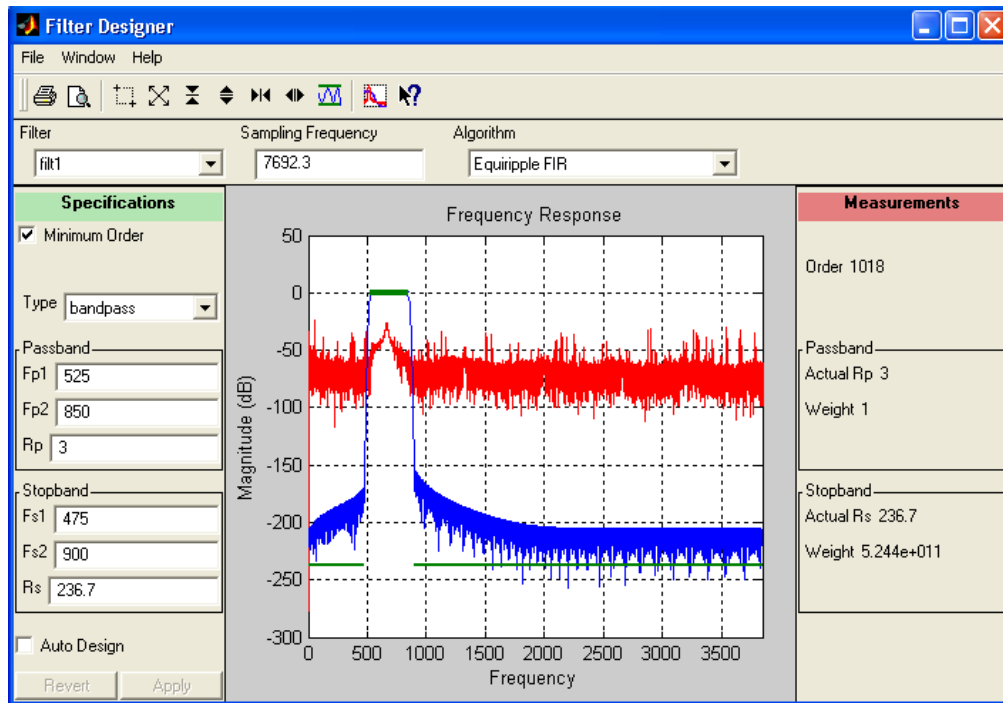 Filter Designer
File Window Help
Filter
Sampling Frequency
Algorithm
filt1
7692.3
Equiripple FIR
Specifications
Minimum Order
Type bandpass
Passband
Fp1 525
Fp2 850
Rp 3
Stopband
Fs1 475
Fs2 900
Rs 236.7
Auto Design
Revert Apply
Frequency Response
Magnitude (dB)
50
0
-50
-100
-150
-200
-250
-300
0 500 1000 1500 2000 2500 3000 3500
Frequency
Measurements
Order 1018
Passband
Actual Rp 3
Weight 1
Stopband
Actual Rs 236.7
Weight 5.244e+011